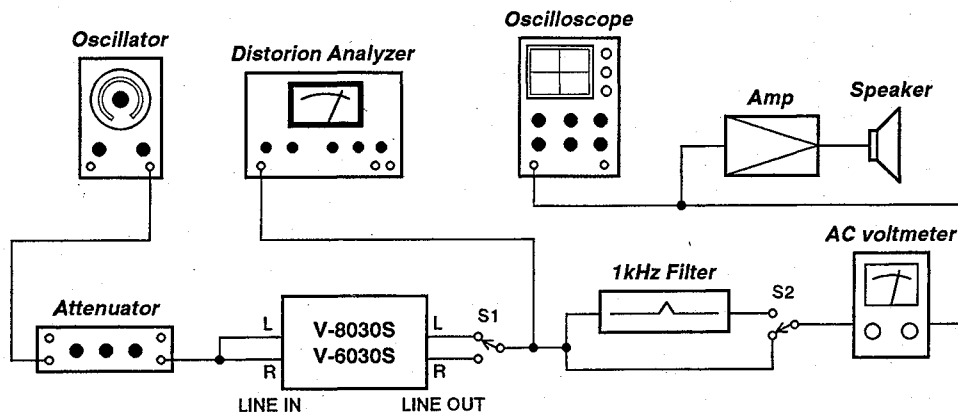 Oscilloscope
Oscillator
Distorion Analyzer
Amp
Speaker
AC voltmeter
1kHz Filter
S2
Attenuator
L
V-8030S
L
S1
R
V-6030S
R
LINE IN
LINE OUT